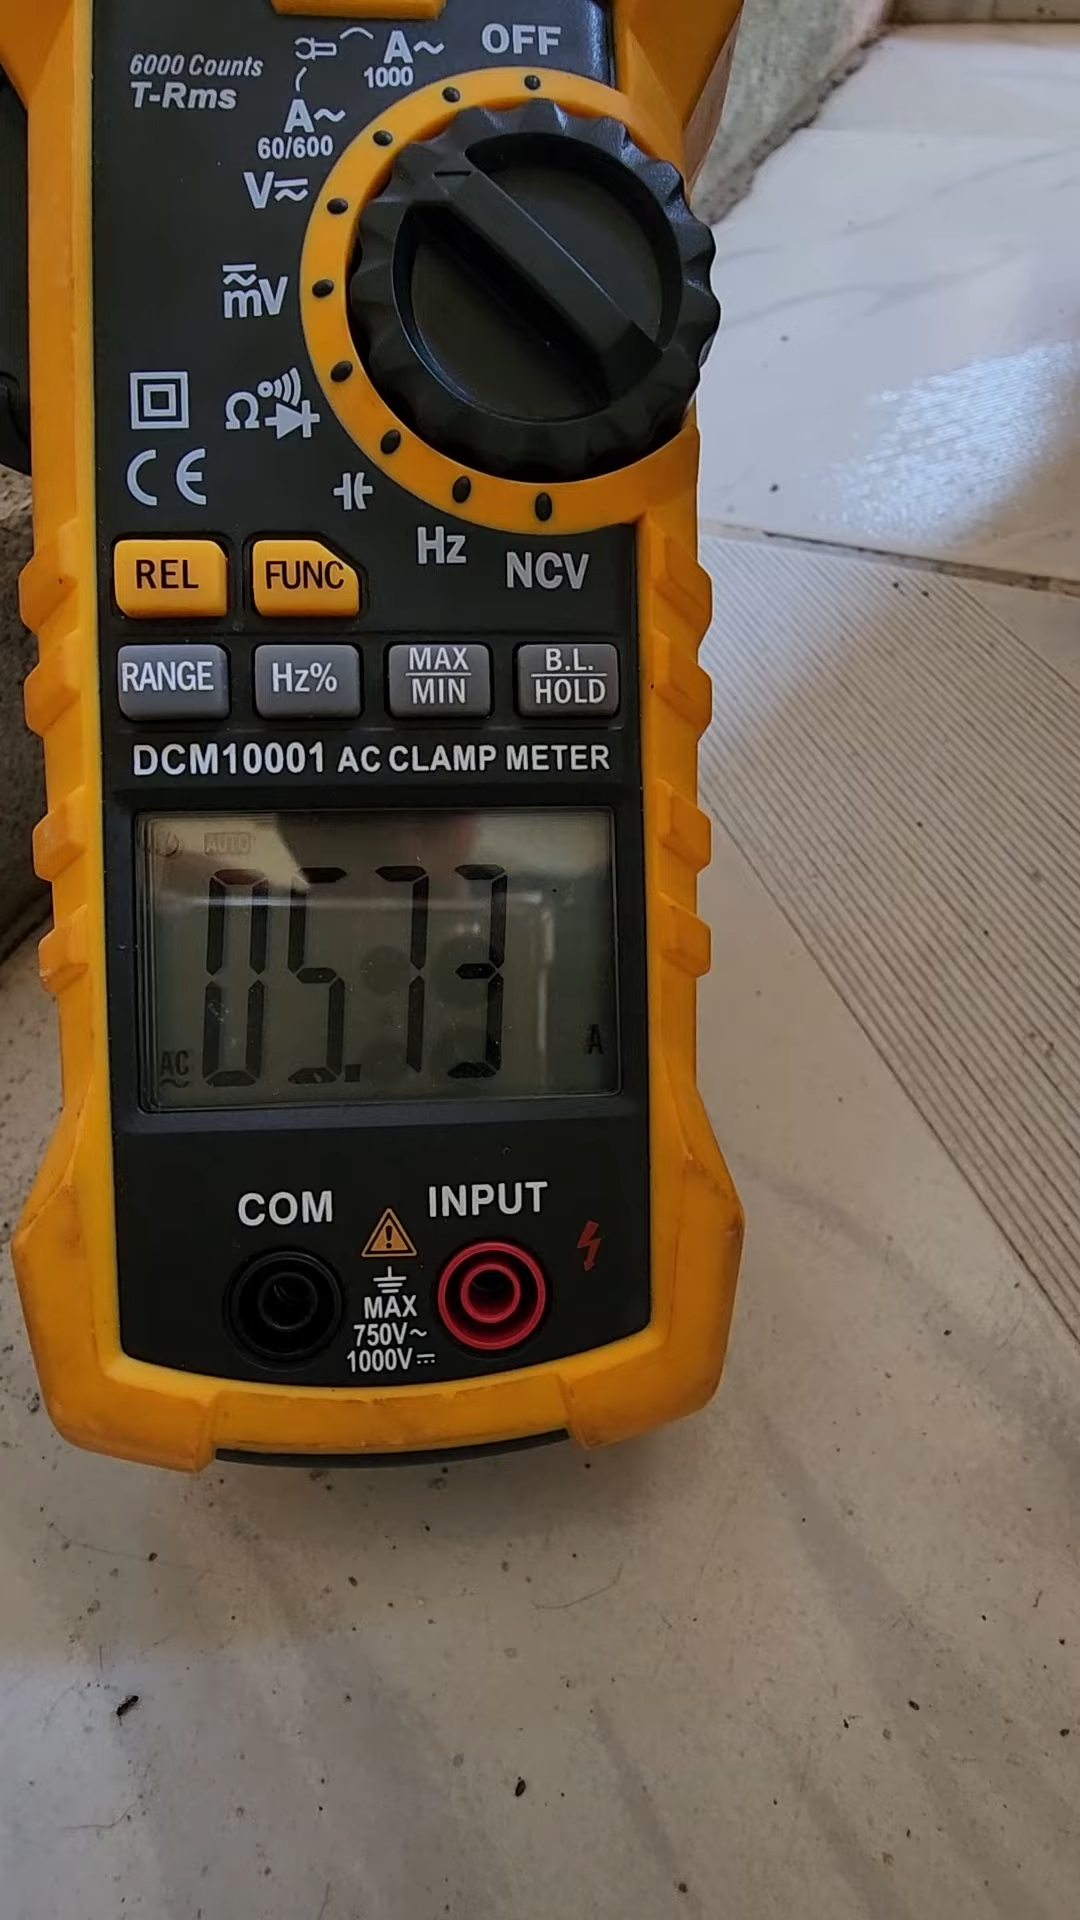 6000 Counts
T-Rms
A~
1000
OFF
A~
60/600
V
mV
Ω
CE
Hz
NCV
REL
FUNC
RANGE
Hz%
MAX
MIN
B.L.
HOLD
DCM10001 AC CLAMP METER
AUTO
05.73
AC
A
COM
INPUT
MAX
750V~
1000V⎓